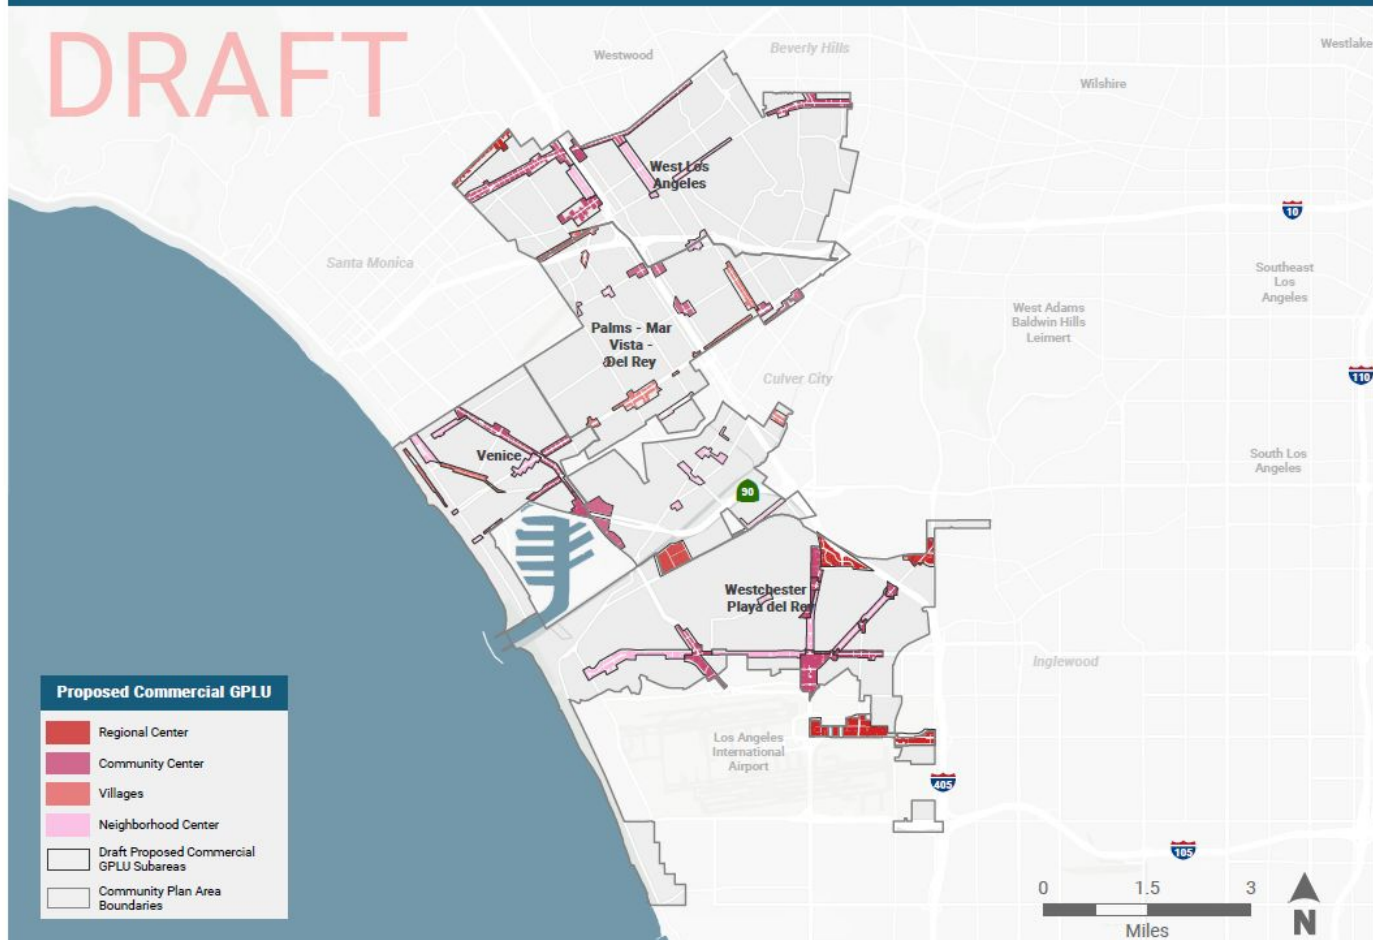 DRAFT
Westwood
Beverly Hills
Westlake
Wilshire
West Los
Angeles
10
Santa Monica
Southeast
Los
Angeles
West Adams
Baldwin Hills
Leimert
Palms - Mar
Vista -
Del Rey
Culver City
110
Venice
South Los
Angeles
90
Westchester
Playa del Rey
Inglewood
Los Angeles
International
Airport
405
105
Proposed Commercial GPLU
Regional Center
Community Center
Villages
Neighborhood Center
Draft Proposed Commercial
GPLU Subareas
Community Plan Area
Boundaries
0 1.5 3
Miles
N